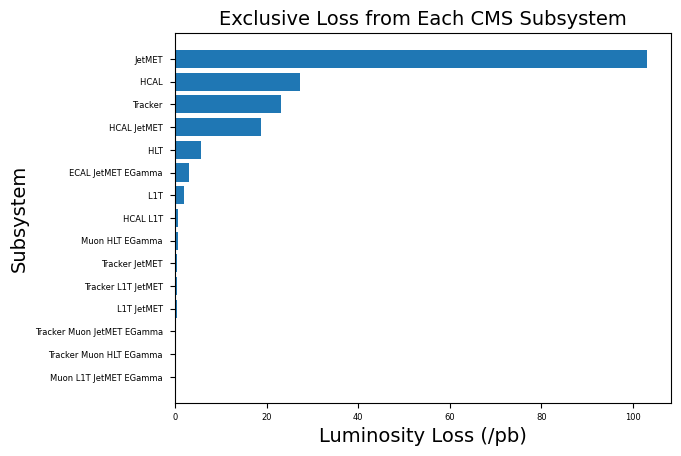 Exclusive Loss from Each CMS Subsystem
Subsystem
JetMET
HCAL
Tracker
HCAL JetMET
HLT
ECAL JetMET EGamma
L1T
HCAL L1T
Muon HLT EGamma
Tracker JetMET
Tracker L1T JetMET
L1T JetMET
Tracker Muon JetMET EGamma
Tracker Muon HLT EGamma
Muon L1T JetMET EGamma
0 20 40 60 80 100
Luminosity Loss (/pb)